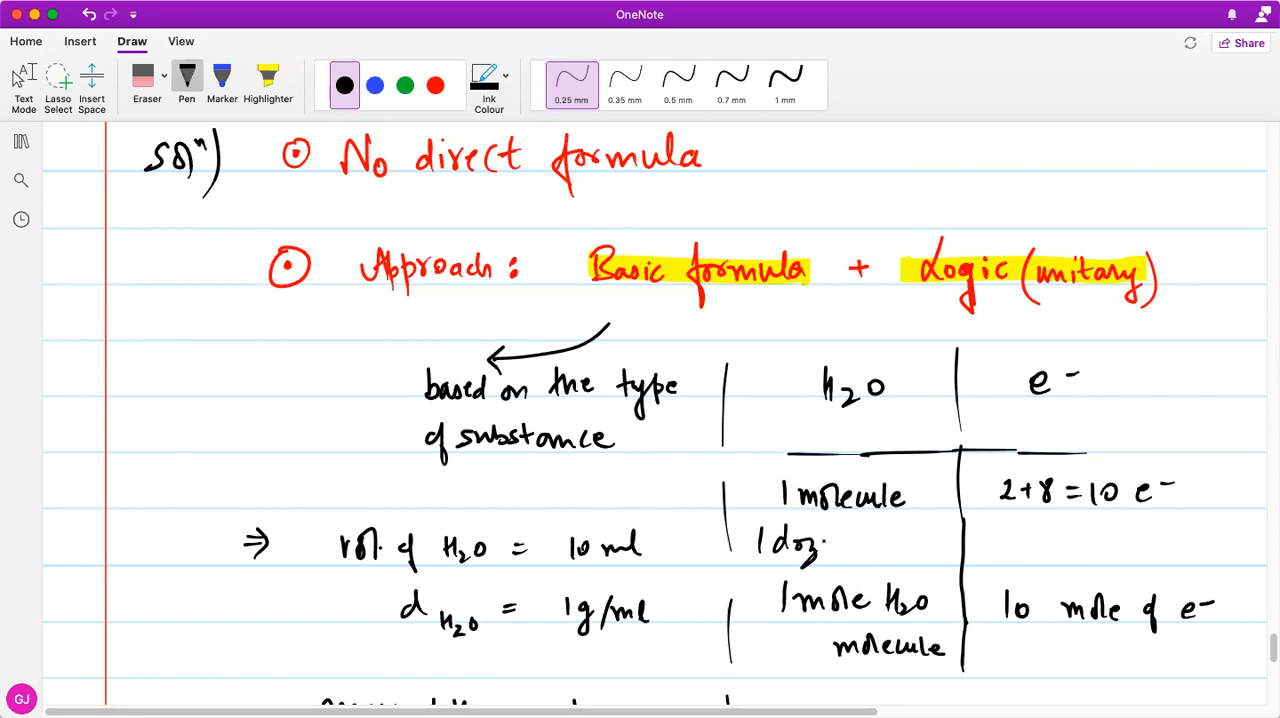 OneNote
Home Insert Draw View
Share
Text Mode
Lasso Select
Insert Space
Eraser
Pen
Marker
Highlighter
Ink Colour
0.25 mm
0.35 mm
0.5 mm
0.7 mm
1 mm
Solⁿ) ⊙ No direct formula
⊙ Approach: Basic formula + Logic (unitary)
based on the type | H2O | e-
of substance
1 molecule | 2+8 = 10 e-
⇒ vol. of H2O = 10 ml | 1 doz
d H2O = 1g/ml | 1 mole H2O | 10 mole of e-
molecule
GJ